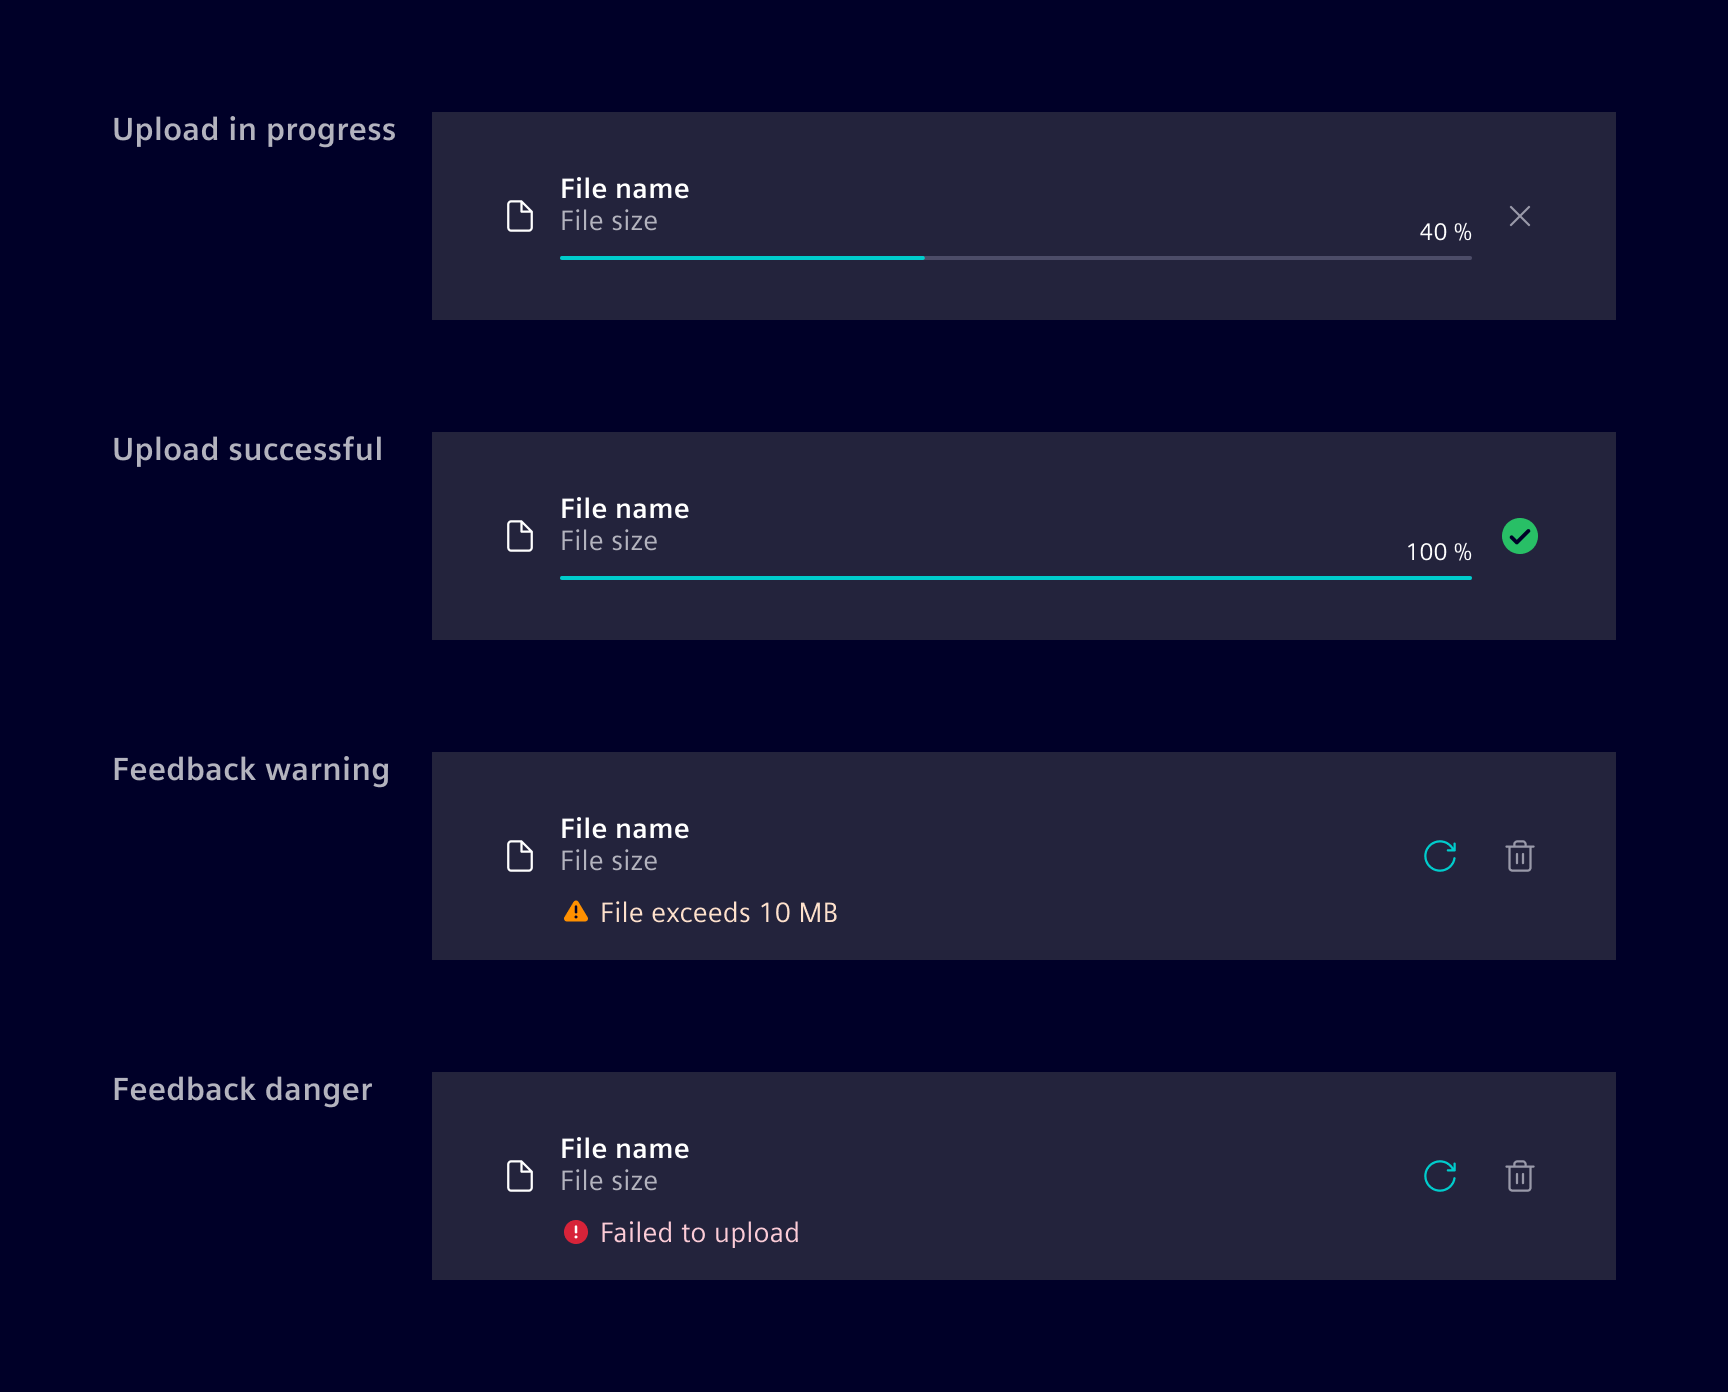 Upload in progress
File name
File size
40 %
Upload successful
File name
File size
100 %
Feedback warning
File name
File size
File exceeds 10 MB
Feedback danger
File name
File size
Failed to upload